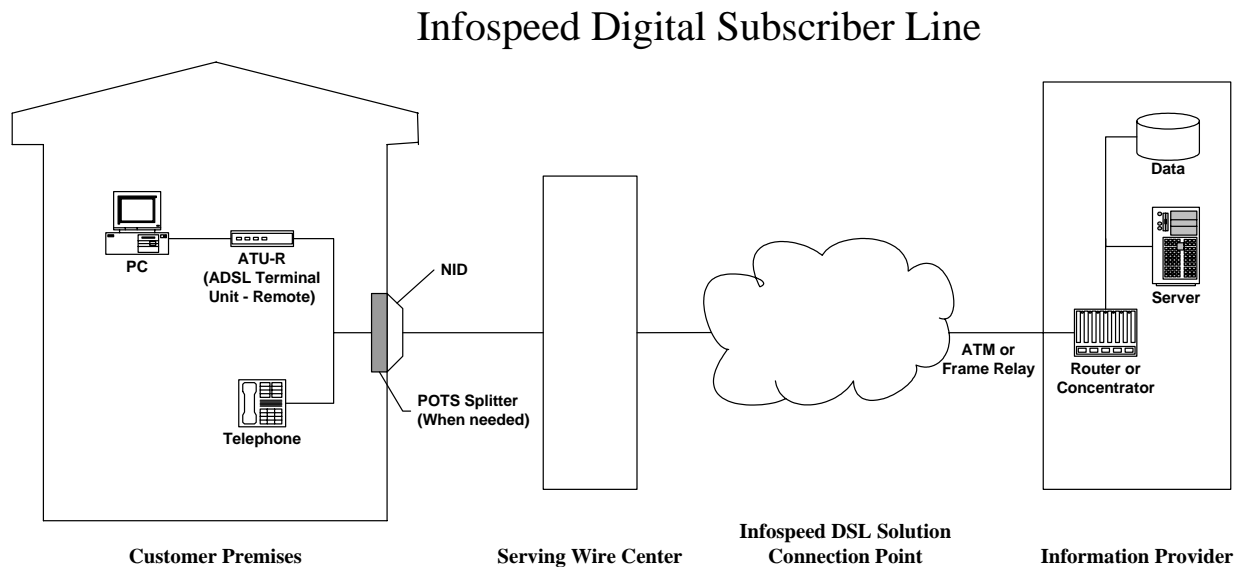 Infospeed Digital Subscriber Line
PC
ATU-R
(ADSL Terminal
Unit - Remote)
NID
Telephone
POTS Splitter
(When needed)
ATM or
Frame Relay
Data
Server
Router or
Concentrator
Customer Premises
Serving Wire Center
Infospeed DSL Solution
Connection Point
Information Provider